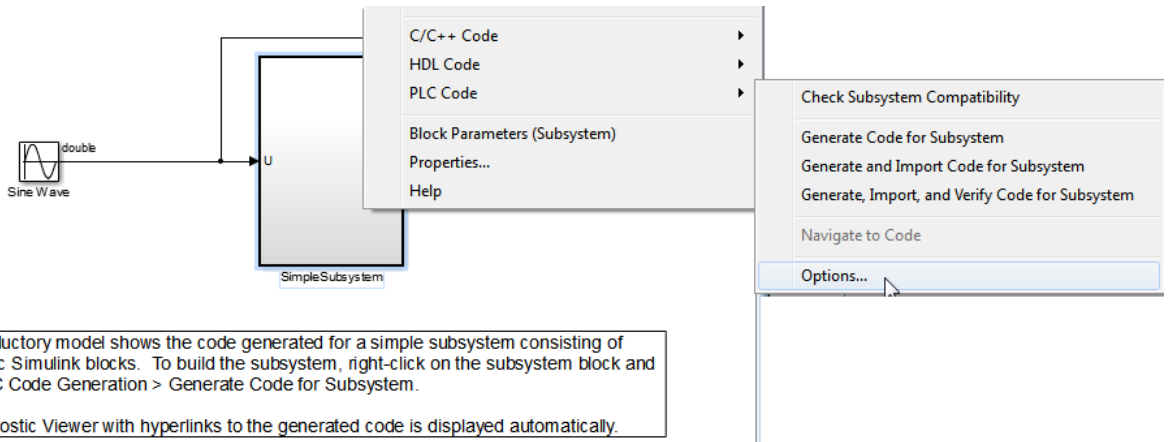 C/C++ Code
HDL Code
PLC Code
Block Parameters (Subsystem)
Properties...
Help
Check Subsystem Compatibility
Generate Code for Subsystem
Generate and Import Code for Subsystem
Generate, Import, and Verify Code for Subsystem
Navigate to Code
Options...
double
U
Sine Wave
SimpleSubsystem
ductory model shows the code generated for a simple subsystem consisting of
c Simulink blocks. To build the subsystem, right-click on the subsystem block and
C Code Generation > Generate Code for Subsystem.
ostic Viewer with hyperlinks to the generated code is displayed automatically.